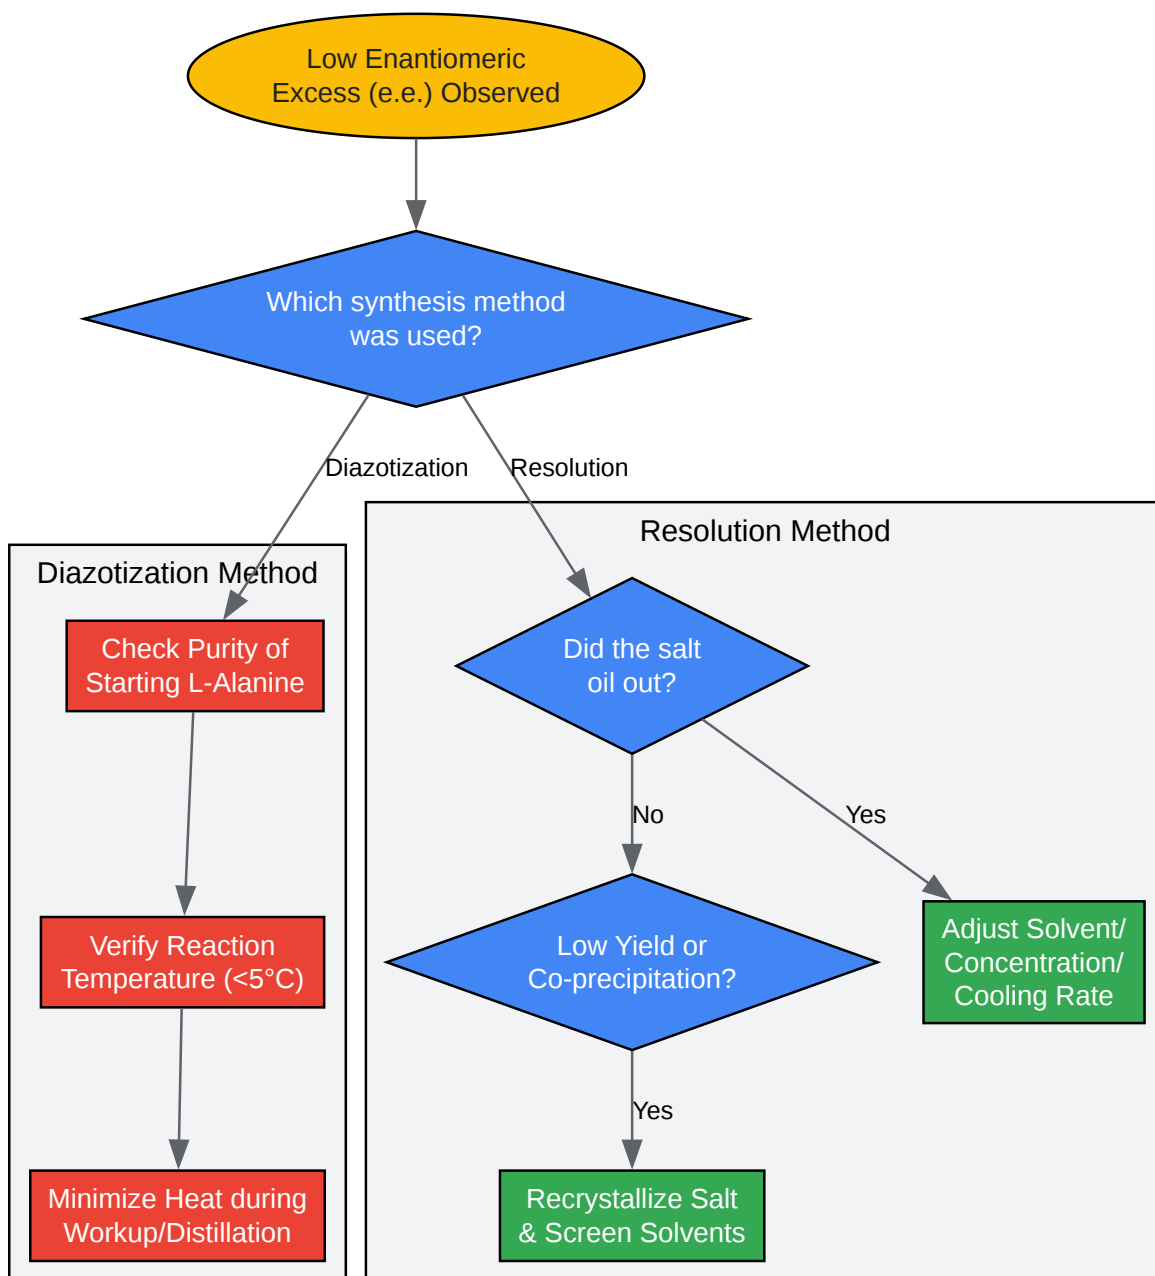 Low Enantiomeric
Excess (e.e.) Observed
Which synthesis method
was used?
Diazotization
Resolution
Resolution Method
Diazotization Method
Check Purity of
Starting L-Alanine
Did the salt
oil out?
No
Yes
Verify Reaction
Temperature (<5°C)
Low Yield or
Co-precipitation?
Adjust Solvent/
Concentration/
Cooling Rate
Yes
Minimize Heat during
Workup/Distillation
Recrystallize Salt
& Screen Solvents